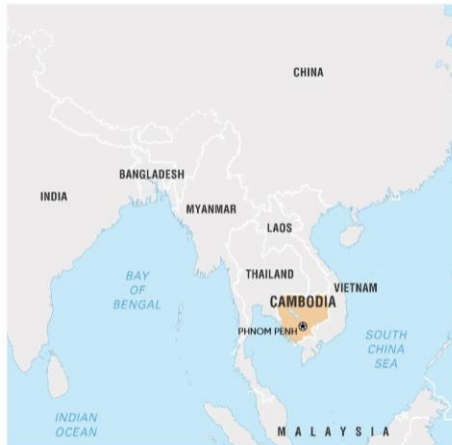 CHINA
BANGLADESH
INDIA
MYANMAR
LAOS
BAY
OF
BENGAL
THAILAND
VIETNAM
CAMBODIA
PHNOM PENH
SOUTH
CHINA
SEA
INDIAN
OCEAN
MALAYSIA